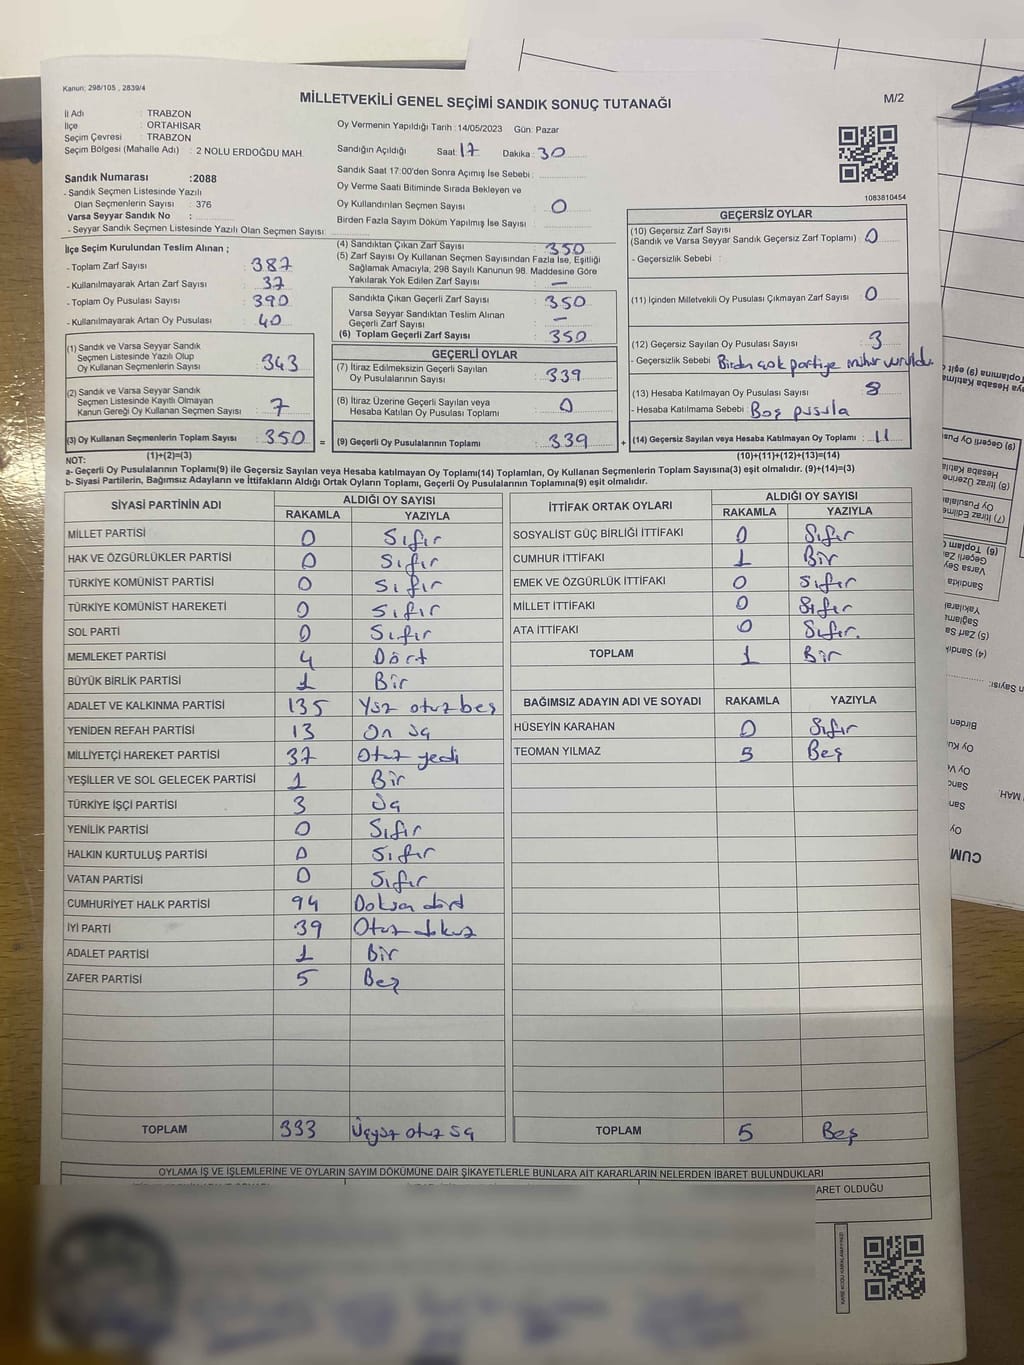 Kanun; 298/105 , 2839/4
MİLLETVEKİLİ GENEL SEÇİMİ SANDIK SONUÇ TUTANAĞI
M/2
İl Adı : TRABZON
İlçe : ORTAHİSAR
Seçim Çevresi : TRABZON
Seçim Bölgesi (Mahalle Adı) : 2 NOLU ERDOĞDU MAH.
Oy Vermenin Yapıldığı Tarih :14/05/2023 Gün: Pazar
Sandığın Açıldığı Saat: 17 Dakika : 30
Sandık Saat 17:00'den Sonra Açımış İse Sebebi :
Oy Verme Saati Bitiminde Sırada Bekleyen ve
Oy Kullandırılan Seçmen Sayısı : 0
Birden Fazla Sayım Döküm Yapılmış İse Sayısı :
1083810454
Sandık Numarası :2088
- Sandık Seçmen Listesinde Yazılı
Olan Seçmenlerin Sayısı : 376
Varsa Seyyar Sandık No :
- Seyyar Sandık Seçmen Listesinde Yazılı Olan Seçmen Sayısı:
İlçe Seçim Kurulundan Teslim Alınan ;
- Toplam Zarf Sayısı : 387
- Kullanılmayarak Artan Zarf Sayısı : 37
- Toplam Oy Pusulası Sayısı : 390
- Kullanılmayarak Artan Oy Pusulası : 40
(1) Sandık ve Varsa Seyyar Sandık
Seçmen Listesinde Yazılı Olup
Oy Kullanan Seçmenlerin Sayısı : 343
(2) Sandık ve Varsa Seyyar Sandık
Seçmen Listesinde Kayıtlı Olmayan
Kanun Gereği Oy Kullanan Seçmen Sayısı : 7
(3) Oy Kullanan Seçmenlerin Toplam Sayısı : 350 =
(1)+(2)=(3)
(4) Sandıktan Çıkan Zarf Sayısı : 350
(5) Zarf Sayısı Oy Kullanan Seçmen Sayısından Fazla İse, Eşitliği
Sağlamak Amacıyla, 298 Sayılı Kanunun 98. Maddesine Göre
Yakılarak Yok Edilen Zarf Sayısı : —
Sandıkta Çıkan Geçerli Zarf Sayısı : 350
Varsa Seyyar Sandıktan Teslim Alınan
Geçerli Zarf Sayısı : —
(6) Toplam Geçerli Zarf Sayısı : 350
GEÇERLİ OYLAR
(7) İtiraz Edilmeksizin Geçerli Sayılan
Oy Pusulalarının Sayısı : 339
(8) İtiraz Üzerine Geçerli Sayılan veya
Hesaba Katılan Oy Pusulası Toplamı : 0
(9) Geçerli Oy Pusulalarının Toplamı : 339 +
GEÇERSİZ OYLAR
(10) Geçersiz Zarf Sayısı
(Sandık ve Varsa Seyyar Sandık Geçersiz Zarf Toplamı) : 0
- Geçersizlik Sebebi :
(11) İçinden Milletvekili Oy Pusulası Çıkmayan Zarf Sayısı : 0
(12) Geçersiz Sayılan Oy Pusulası Sayısı : 3
- Geçersizlik Sebebi : Birden çok partiye mühür vuruldu.
(13) Hesaba Katılmayan Oy Pusulası Sayısı : 8
- Hesaba Katılmama Sebebi : Boş pusula
(14) Geçersiz Sayılan veya Hesaba Katılmayan Oy Toplamı : 11
(10)+(11)+(12)+(13)=(14)
NOT:
a- Geçerli Oy Pusulalarının Toplamı(9) ile Geçersiz Sayılan veya Hesaba katılmayan Oy Toplamı(14) Toplamları, Oy Kullanan Seçmenlerin Toplam Sayısına(3) eşit olmalıdır. (9)+(14)=(3)
b- Siyasi Partilerin, Bağımsız Adayların ve İttifakların Aldığı Ortak Oyların Toplamı, Geçerli Oy Pusulalarının Toplamına(9) eşit olmalıdır.
SİYASİ PARTİNİN ADI ALDIĞI OY SAYISI
RAKAMLA YAZIYLA
MİLLET PARTİSİ 0 Sıfır
HAK VE ÖZGÜRLÜKLER PARTİSİ 0 Sıfır
TÜRKİYE KOMÜNİST PARTİSİ 0 Sıfır
TÜRKİYE KOMÜNİST HAREKETİ 0 Sıfır
SOL PARTİ 0 Sıfır
MEMLEKET PARTİSİ 4 Dört
BÜYÜK BİRLİK PARTİSİ 1 Bir
ADALET VE KALKINMA PARTİSİ 135 Yüz otuz beş
YENİDEN REFAH PARTİSİ 13 On üç
MİLLİYETÇİ HAREKET PARTİSİ 37 Otuz yedi
YEŞİLLER VE SOL GELECEK PARTİSİ 1 Bir
TÜRKİYE İŞÇİ PARTİSİ 3 Üç
YENİLİK PARTİSİ 0 Sıfır
HALKIN KURTULUŞ PARTİSİ 0 Sıfır
VATAN PARTİSİ 0 Sıfır
CUMHURİYET HALK PARTİSİ 94 Doksan dört
İYİ PARTİ 39 Otuz dokuz
ADALET PARTİSİ 1 Bir
ZAFER PARTİSİ 5 Beş
TOPLAM 333 Üçyüz otuz üç
İTTİFAK ORTAK OYLARI ALDIĞI OY SAYISI
RAKAMLA YAZIYLA
SOSYALİST GÜÇ BİRLİĞİ İTTİFAKI 0 Sıfır
CUMHUR İTTİFAKI 1 Bir
EMEK VE ÖZGÜRLÜK İTTİFAKI 0 Sıfır
MİLLET İTTİFAKI 0 Sıfır
ATA İTTİFAKI 0 Sıfır.
TOPLAM 1 Bir
BAĞIMSIZ ADAYIN ADI VE SOYADI RAKAMLA YAZIYLA
HÜSEYİN KARAHAN 0 Sıfır
TEOMAN YILMAZ 5 Beş
TOPLAM 5 Beş
OYLAMA İŞ VE İŞLEMLERİNE VE OYLARIN SAYIM DÖKÜMÜNE DAİR ŞİKAYETLERLE BUNLARA AİT KARARLARIN NELERDEN İBARET BULUNDUKLARI
ARET OLDUĞU